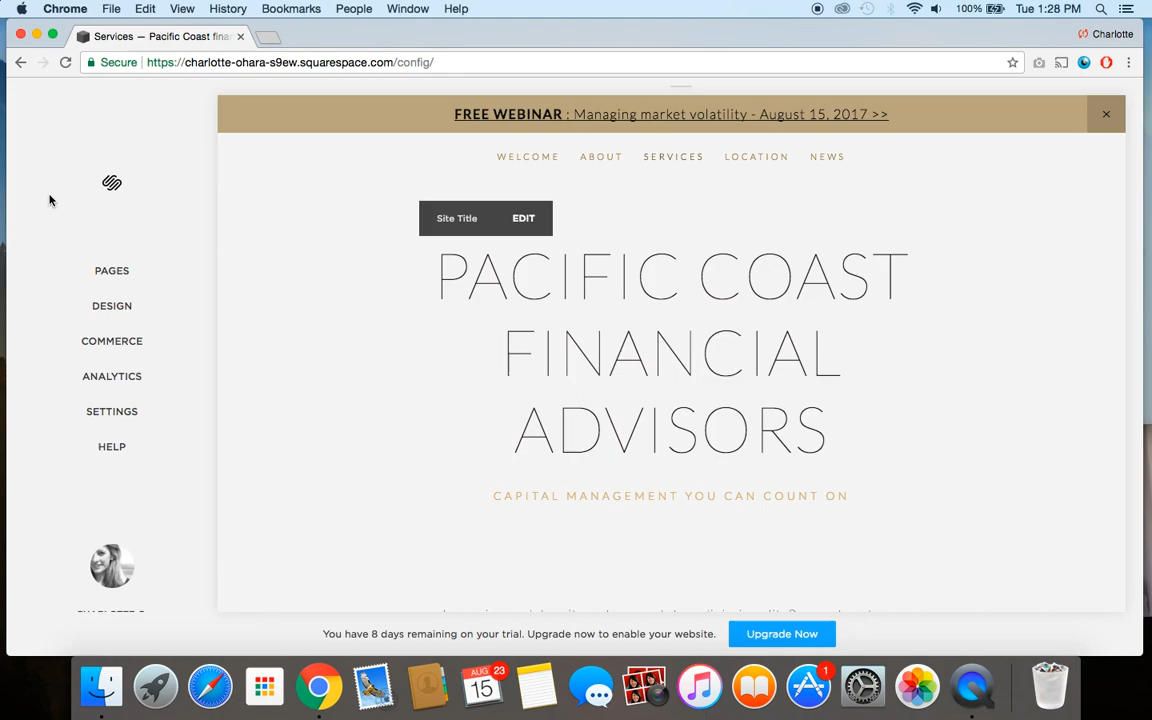 Chrome File Edit View History Bookmarks People Window Help 100% Tue 1:28 PM
Services — Pacific Coast finan
Charlotte
Secure https://charlotte-ohara-s9ew.squarespace.com/config/
FREE WEBINAR : Managing market volatility - August 15, 2017 >>
WELCOME ABOUT SERVICES LOCATION NEWS
Site Title EDIT
PACIFIC COAST
FINANCIAL
ADVISORS
CAPITAL MANAGEMENT YOU CAN COUNT ON
PAGES
DESIGN
COMMERCE
ANALYTICS
SETTINGS
HELP
You have 8 days remaining on your trial. Upgrade now to enable your website. Upgrade Now
AUG 23
15
1